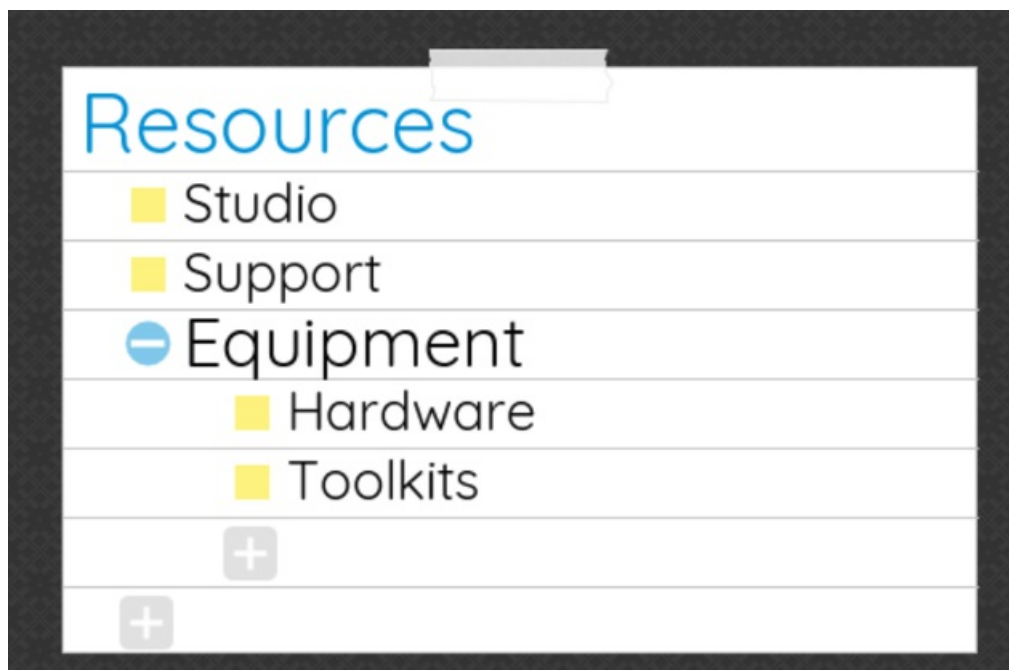 Resources
Studio
Support
Equipment
Hardware
Toolkits